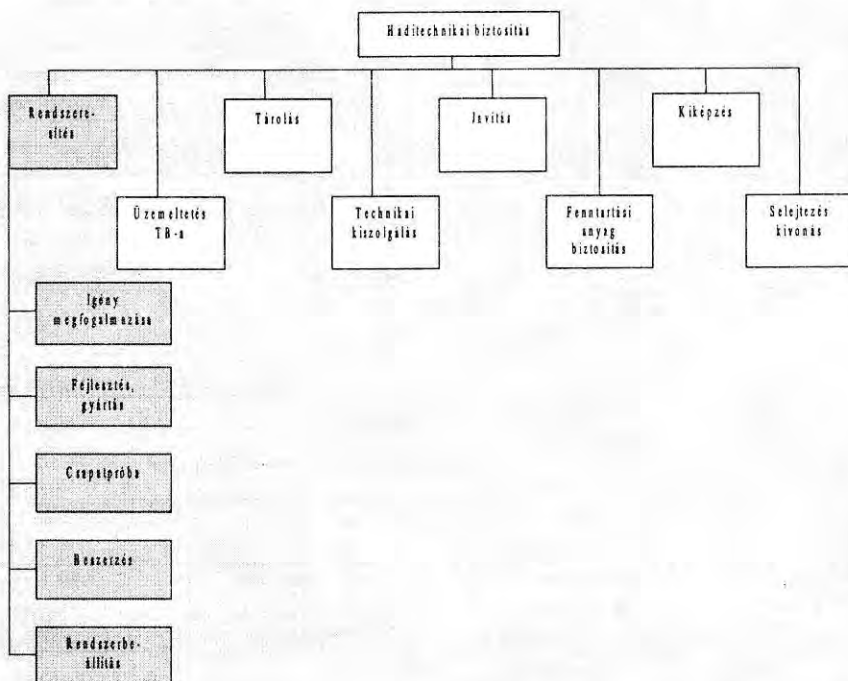 Haditechnikai biztosítás
Rendszere-
sítés
Tárolás
Javítás
Kiképzés
Üzemeltetés
TB-a
Technikai
kiszolgálás
Fenntartási
anyag
biztosítás
Selejtezés
kivonás
Igény
megfogalmazása
Fejlesztés,
gyártás
Csapatpróba
Beszerzés
Rendszerbe-
állítás